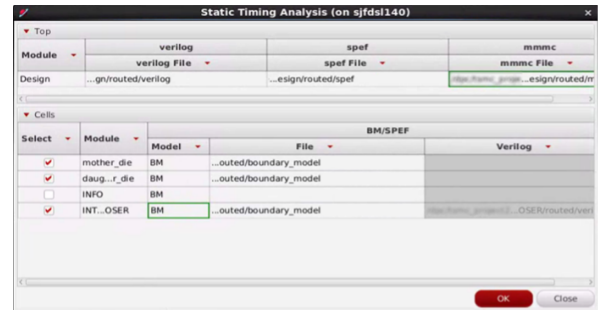 Static Timing Analysis (on sjfdsl140)
Top
Module verilog spef mmmc
verilog File spef File mmmc File
Design ...gn/routed/verilog ...esign/routed/spef ...esign/routed/m
Cells
Select Module BM/SPEF
Model File Verilog
mother_die BM ...outed/boundary_model
daug...r_die BM ...outed/boundary_model
INFO BM
INT...OSER BM ...outed/boundary_model ...OSER/routed/veri
OK Close